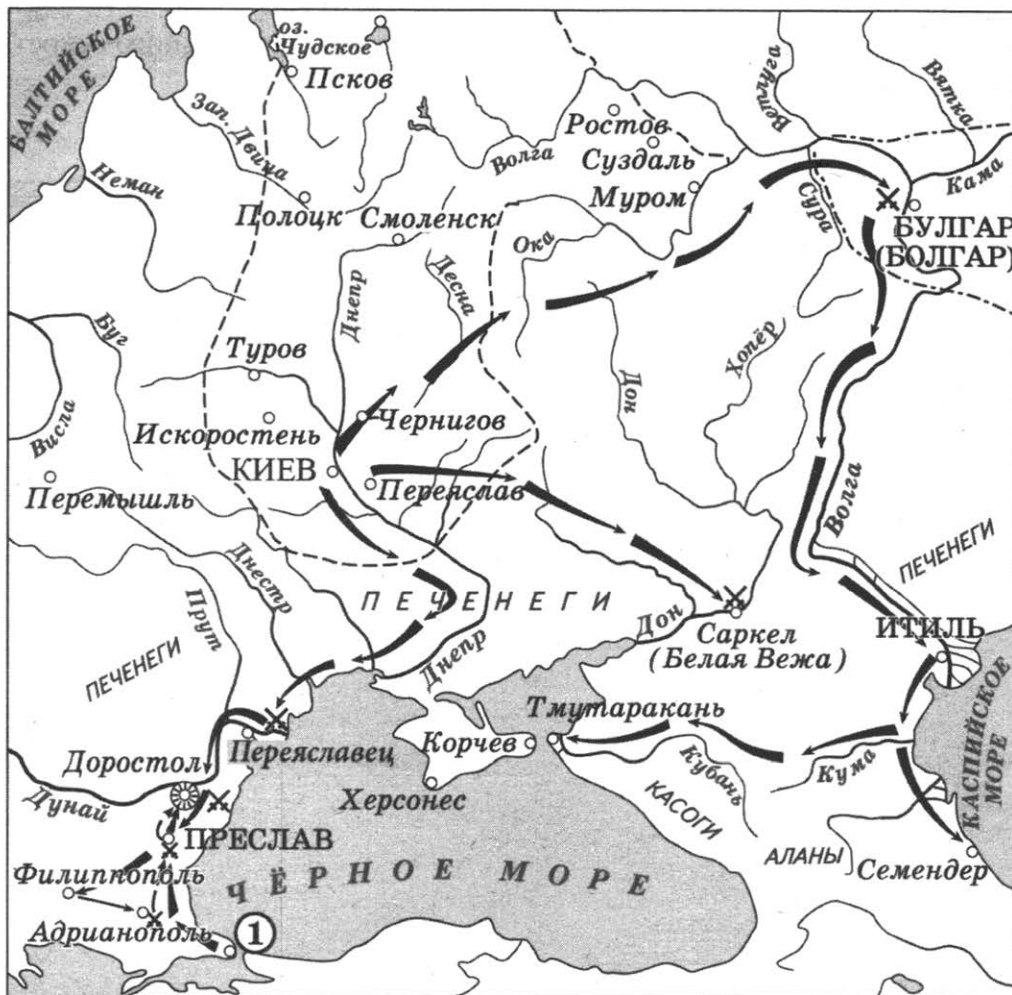 БАЛТИЙСКОЕ
МОРЕ
оз.
Чудское
Псков
Зап. Двина
Неман
Полоцк
Смоленск
Волга
Ростов
Суздаль
Муром
Ветлуга
Вятка
Кама
Сура
БУЛГАР
(БОЛГАР)
Ока
Десна
Днепр
Буг
Туров
Дон
Хопёр
Висла
Искоростень
Чернигов
КИЕВ
Переяслав
Перемышль
Волга
ПЕЧЕНЕГИ
Днестр
Прут
ПЕЧЕНЕГИ
ПЕЧЕНЕГИ
Днепр
Дон
Саркел
(Белая Вежа)
ИТИЛЬ
Тмутаракань
Корчев
Переяславец
Доростол
Дунай
Херсонес
Кубань
КАСОГИ
Кума
КАСПИЙСКОЕ
МОРЕ
ПРЕСЛАВ
АЛАНЫ
Семендер
Филиппополь
ЧЁРНОЕ МОРЕ
Адрианополь
1